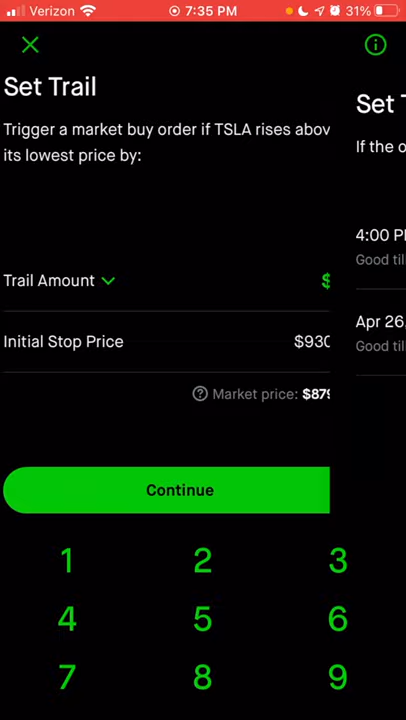 Verizon 7:35 PM 31%
Set Trail
Set T
Trigger a market buy order if TSLA rises abov
its lowest price by:
If the o
4:00 P
Good till
Trail Amount $
Apr 26,
Good till
Initial Stop Price $930
Market price: $879
Continue
1 2 3
4 5 6
7 8 9